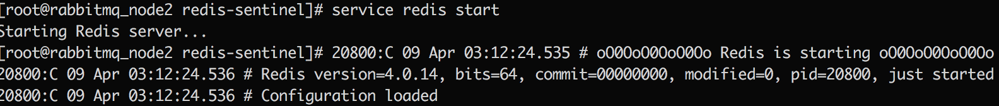 [root@rabbitmq_node2 redis-sentinel]# service redis start
Starting Redis server...
[root@rabbitmq_node2 redis-sentinel]# 20800:C 09 Apr 03:12:24.535 # oO0OoO0OoO0Oo Redis is starting oO0OoO0OoO0Oo
20800:C 09 Apr 03:12:24.536 # Redis version=4.0.14, bits=64, commit=00000000, modified=0, pid=20800, just started
20800:C 09 Apr 03:12:24.536 # Configuration loaded